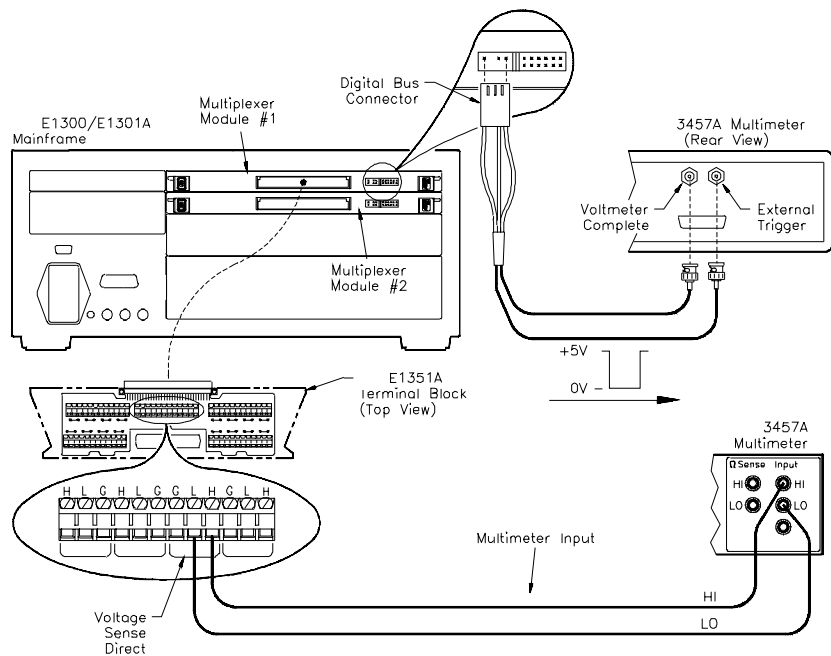 Digital Bus
Connector
Multiplexer
Module #1
E1300/E1301A
Mainframe
3457A Multimeter
(Rear View)
Voltmeter
Complete
External
Trigger
Multiplexer
Module #2
+5V
0V
E1351A
Terminal Block
(Top View)
3457A
Multimeter
Ω Sense Input
HI HI
LO LO
H L G H L G G L H G L H
Multimeter Input
HI
LO
Voltage
Sense
Direct